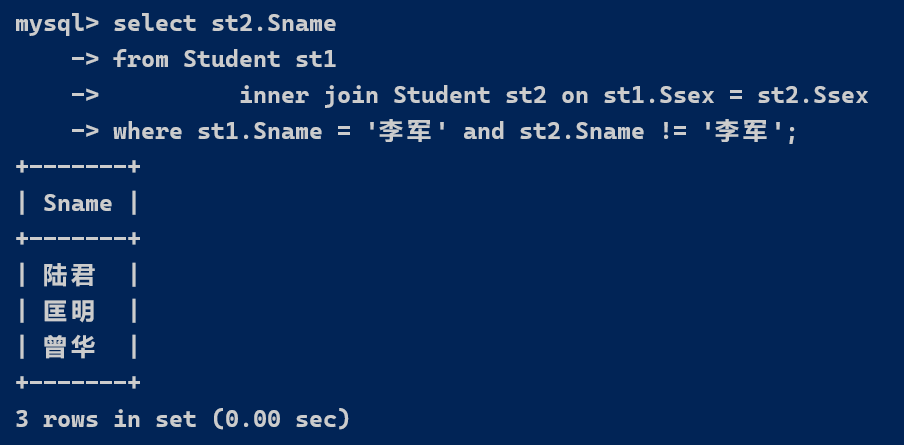 mysql> select st2.Sname
    -> from Student st1
    ->          inner join Student st2 on st1.Ssex = st2.Ssex
    -> where st1.Sname = '李军' and st2.Sname != '李军';
+-------+
| Sname |
+-------+
| 陆君  |
| 匡明  |
| 曾华  |
+-------+
3 rows in set (0.00 sec)